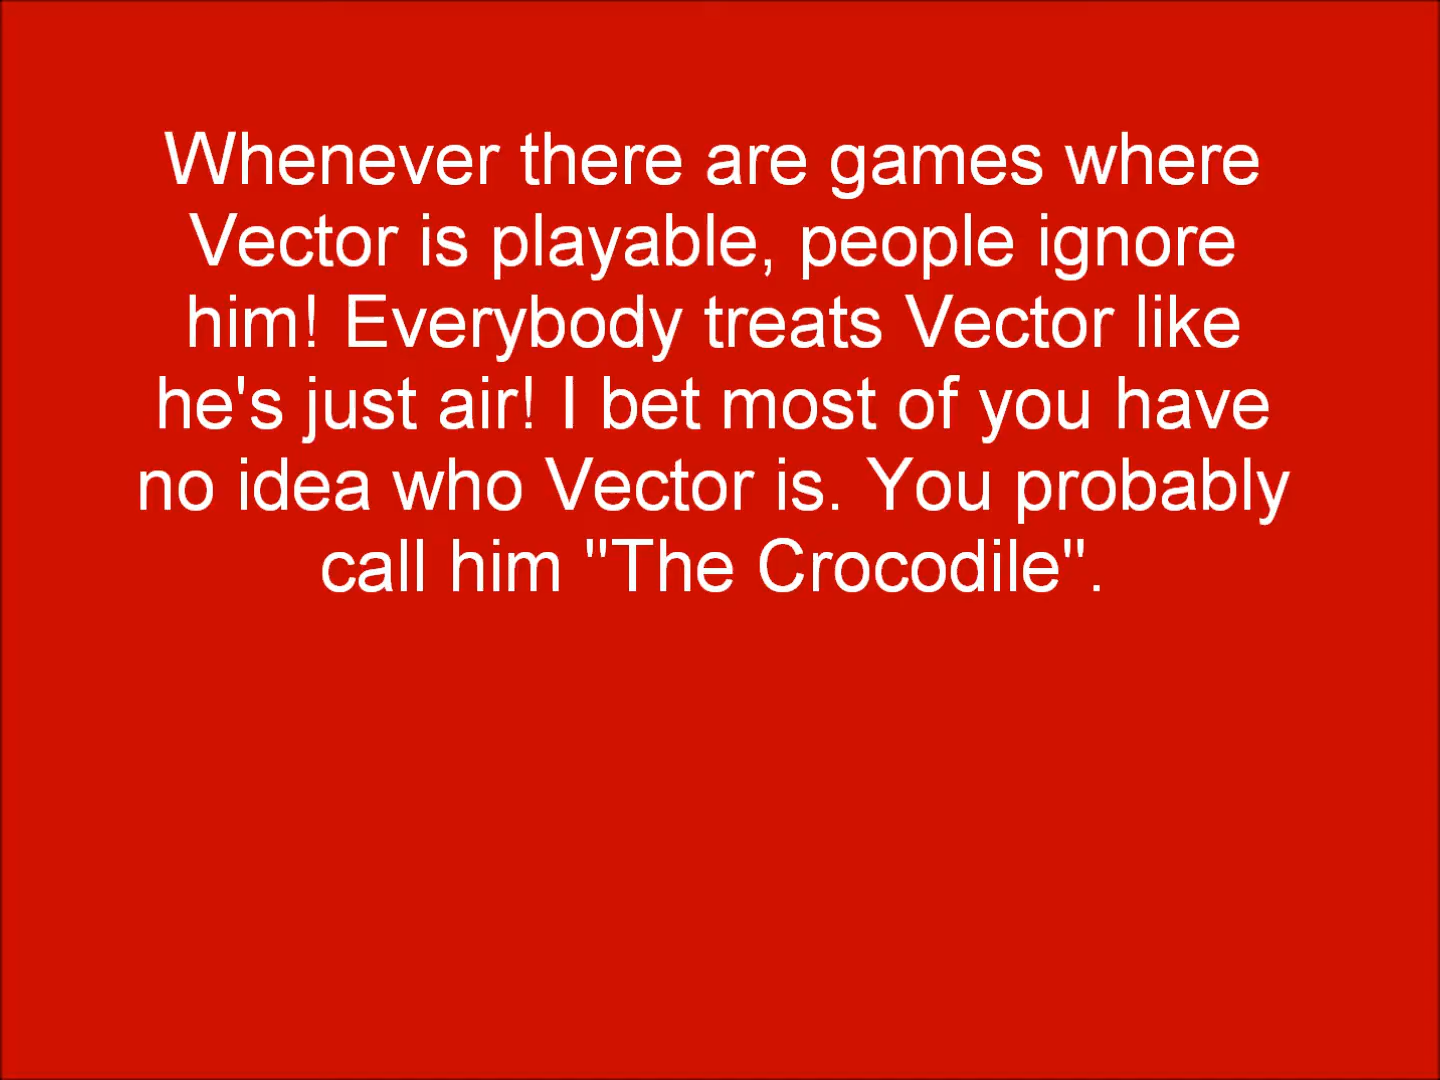 Whenever there are games where
Vector is playable, people ignore
him! Everybody treats Vector like
he's just air! I bet most of you have
no idea who Vector is. You probably
call him "The Crocodile".